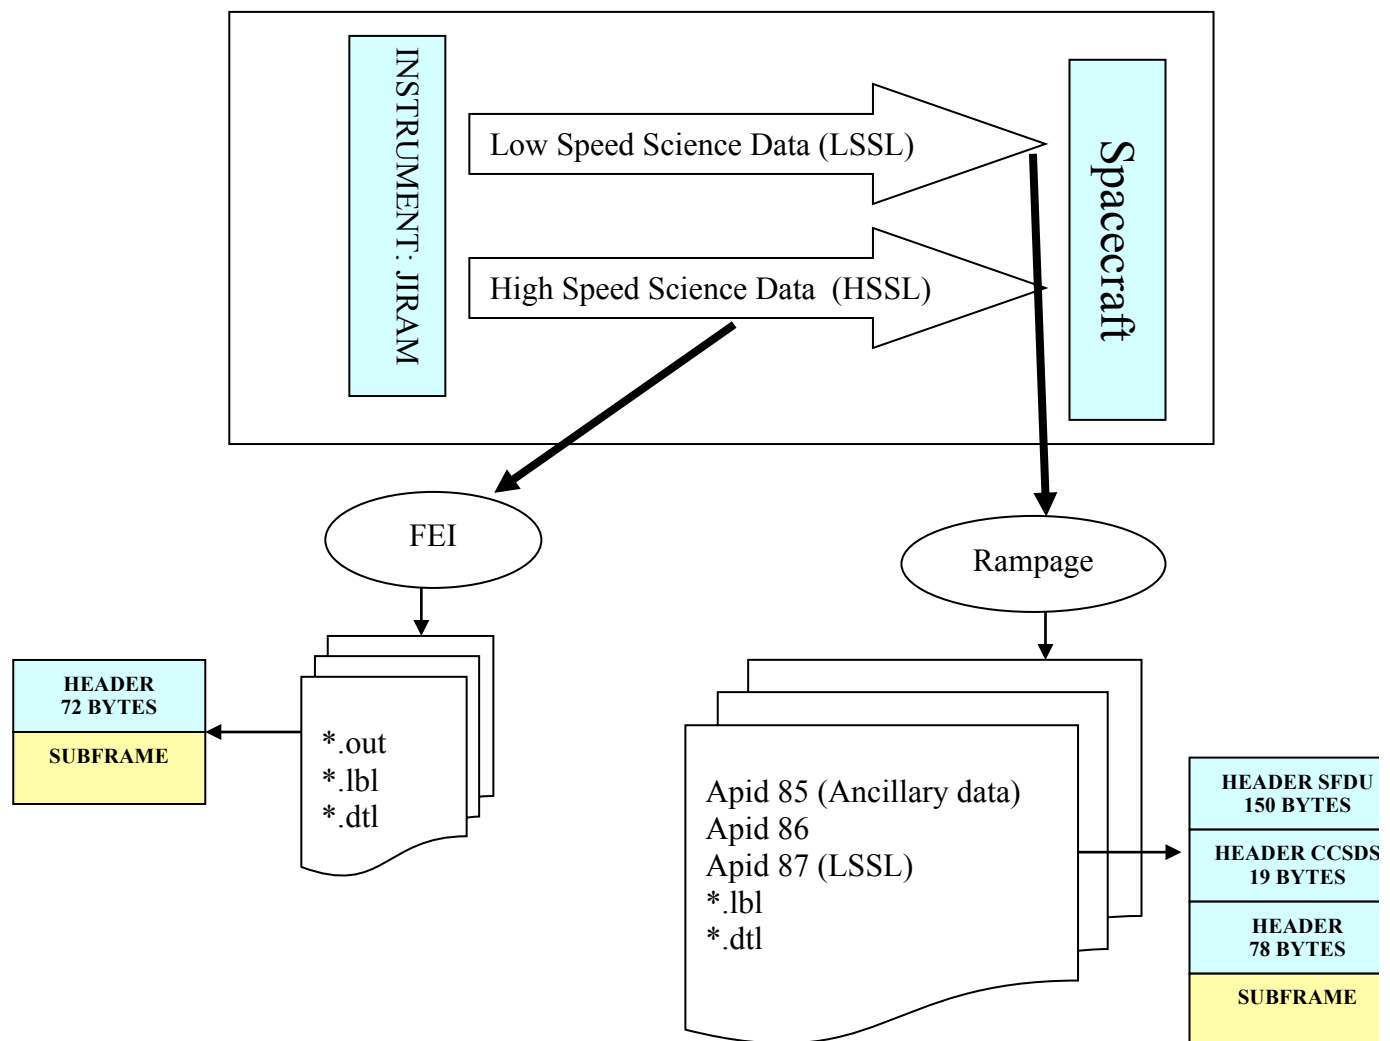 INSTRUMENT: JIRAM
Low Speed Science Data (LSSL)
High Speed Science Data  (HSSL)
Spacecraft
FEI
Rampage
HEADER
72 BYTES
SUBFRAME
*.out
*.lbl
*.dtl
Apid 85 (Ancillary data)
Apid 86
Apid 87 (LSSL)
*.lbl
*.dtl
HEADER SFDU
150 BYTES
HEADER CCSDS
19 BYTES
HEADER
78 BYTES
SUBFRAME